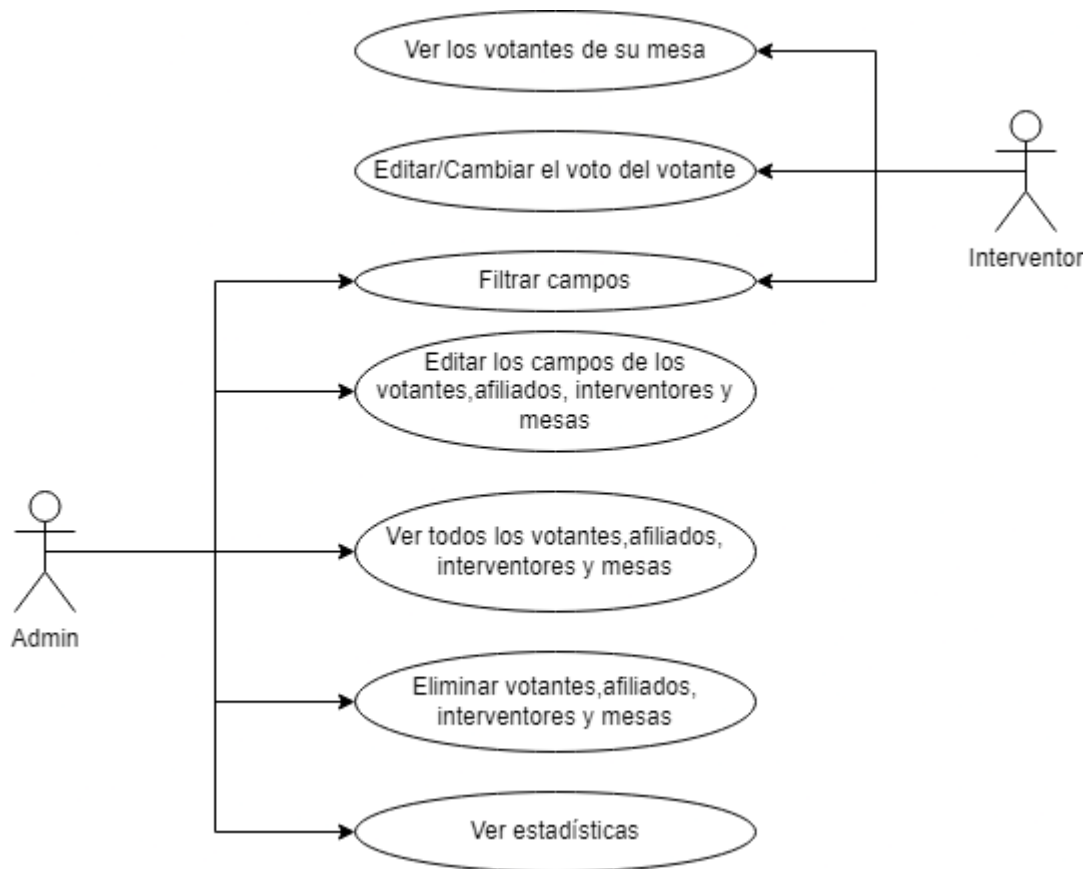 Ver los votantes de su mesa
Editar/Cambiar el voto del votante
Interventor
Filtrar campos
Editar los campos de los
votantes,afiliados, interventores y
mesas
Ver todos los votantes,afiliados,
interventores y mesas
Admin
Eliminar votantes,afiliados,
interventores y mesas
Ver estadísticas